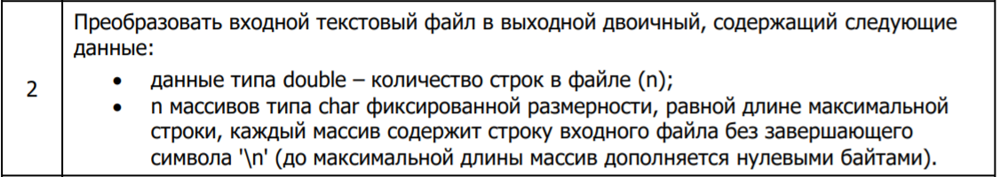 Преобразовать входной текстовый файл в выходной двоичный, содержащий следующие
данные:
2
• данные типа double – количество строк в файле (n);
• n массивов типа char фиксированной размерности, равной длине максимальной
строки, каждый массив содержит строку входного файла без завершающего
символа '\n' (до максимальной длины массив дополняется нулевыми байтами).